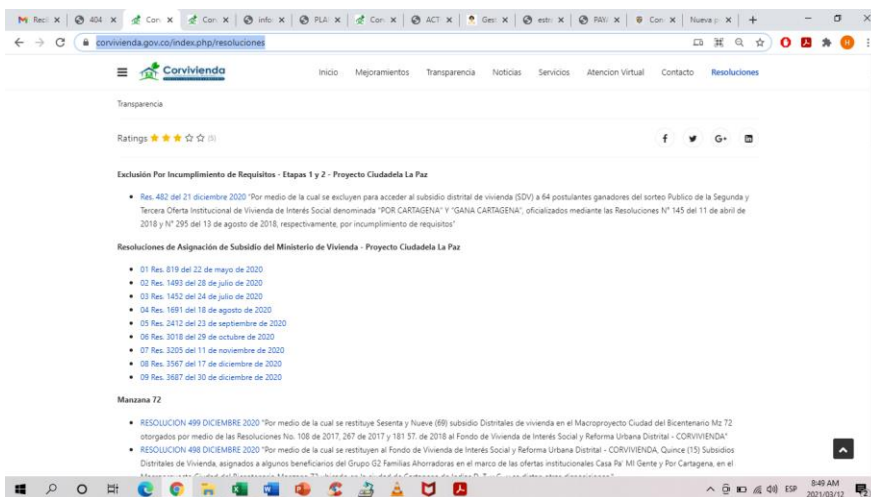 Reci
404
Cor
Cor
info
PLA
Cor
ACT
Ges
estr
PAY
Cor
Nueva p
corvivienda.gov.co/index.php/resoluciones
Corvivienda
Inicio Mejoramientos Transparencia Noticias Servicios Atencion Virtual Contacto Resoluciones
Transparencia
Ratings (5)
Exclusión Por Incumplimiento de Requisitos - Etapas 1 y 2 - Proyecto Ciudadela La Paz
Res. 482 del 21 diciembre 2020 "Por medio de la cual se excluyen para acceder al subsidio distrital de vivienda (SDV) a 64 postulantes ganadores del sorteo Publico de la Segunda y
Tercera Oferta Institucional de Vivienda de Interés Social denominada "POR CARTAGENA" Y "GANA CARTAGENA", oficializados mediante las Resoluciones N° 145 del 11 de abril de
2018 y N° 295 del 13 de agosto de 2018, respectivamente, por incumplimiento de requisitos"
Resoluciones de Asignación de Subsidio del Ministerio de Vivienda - Proyecto Ciudadela La Paz
01 Res. 819 del 22 de mayo de 2020
02 Res. 1493 del 28 de julio de 2020
03 Res. 1452 del 24 de julio de 2020
04 Res. 1691 del 18 de agosto de 2020
05 Res. 2412 del 23 de septiembre de 2020
06 Res. 3018 del 29 de octubre de 2020
07 Res. 3205 del 11 de noviembre de 2020
08 Res. 3567 del 17 de diciembre de 2020
09 Res. 3687 del 30 de diciembre de 2020
Manzana 72
RESOLUCION 499 DICIEMBRE 2020 "Por medio de la cual se restituye Sesenta y Nueve (69) subsidio Distritales de vivienda en el Macroproyecto Ciudad del Bicentenario Mz 72
otorgados por medio de las Resoluciones No. 108 de 2017, 267 de 2017 y 181 57. de 2018 al Fondo de Vivienda de Interés Social y Reforma Urbana Distrital - CORVIVIENDA"
RESOLUCION 498 DICIEMBRE 2020 "Por medio de la cual se restituyen al Fondo de Vivienda de Interés Social y Reforma Urbana Distrital - CORVIVIENDA, Quince (15) Subsidios
Distritales de Vivienda, asignados a algunos beneficiarios del Grupo G2 Familias Ahorradoras en el marco de las ofertas institucionales Casa Pa' MI Gente y Por Cartagena, en el
ESP
8:49 AM
2021/03/12